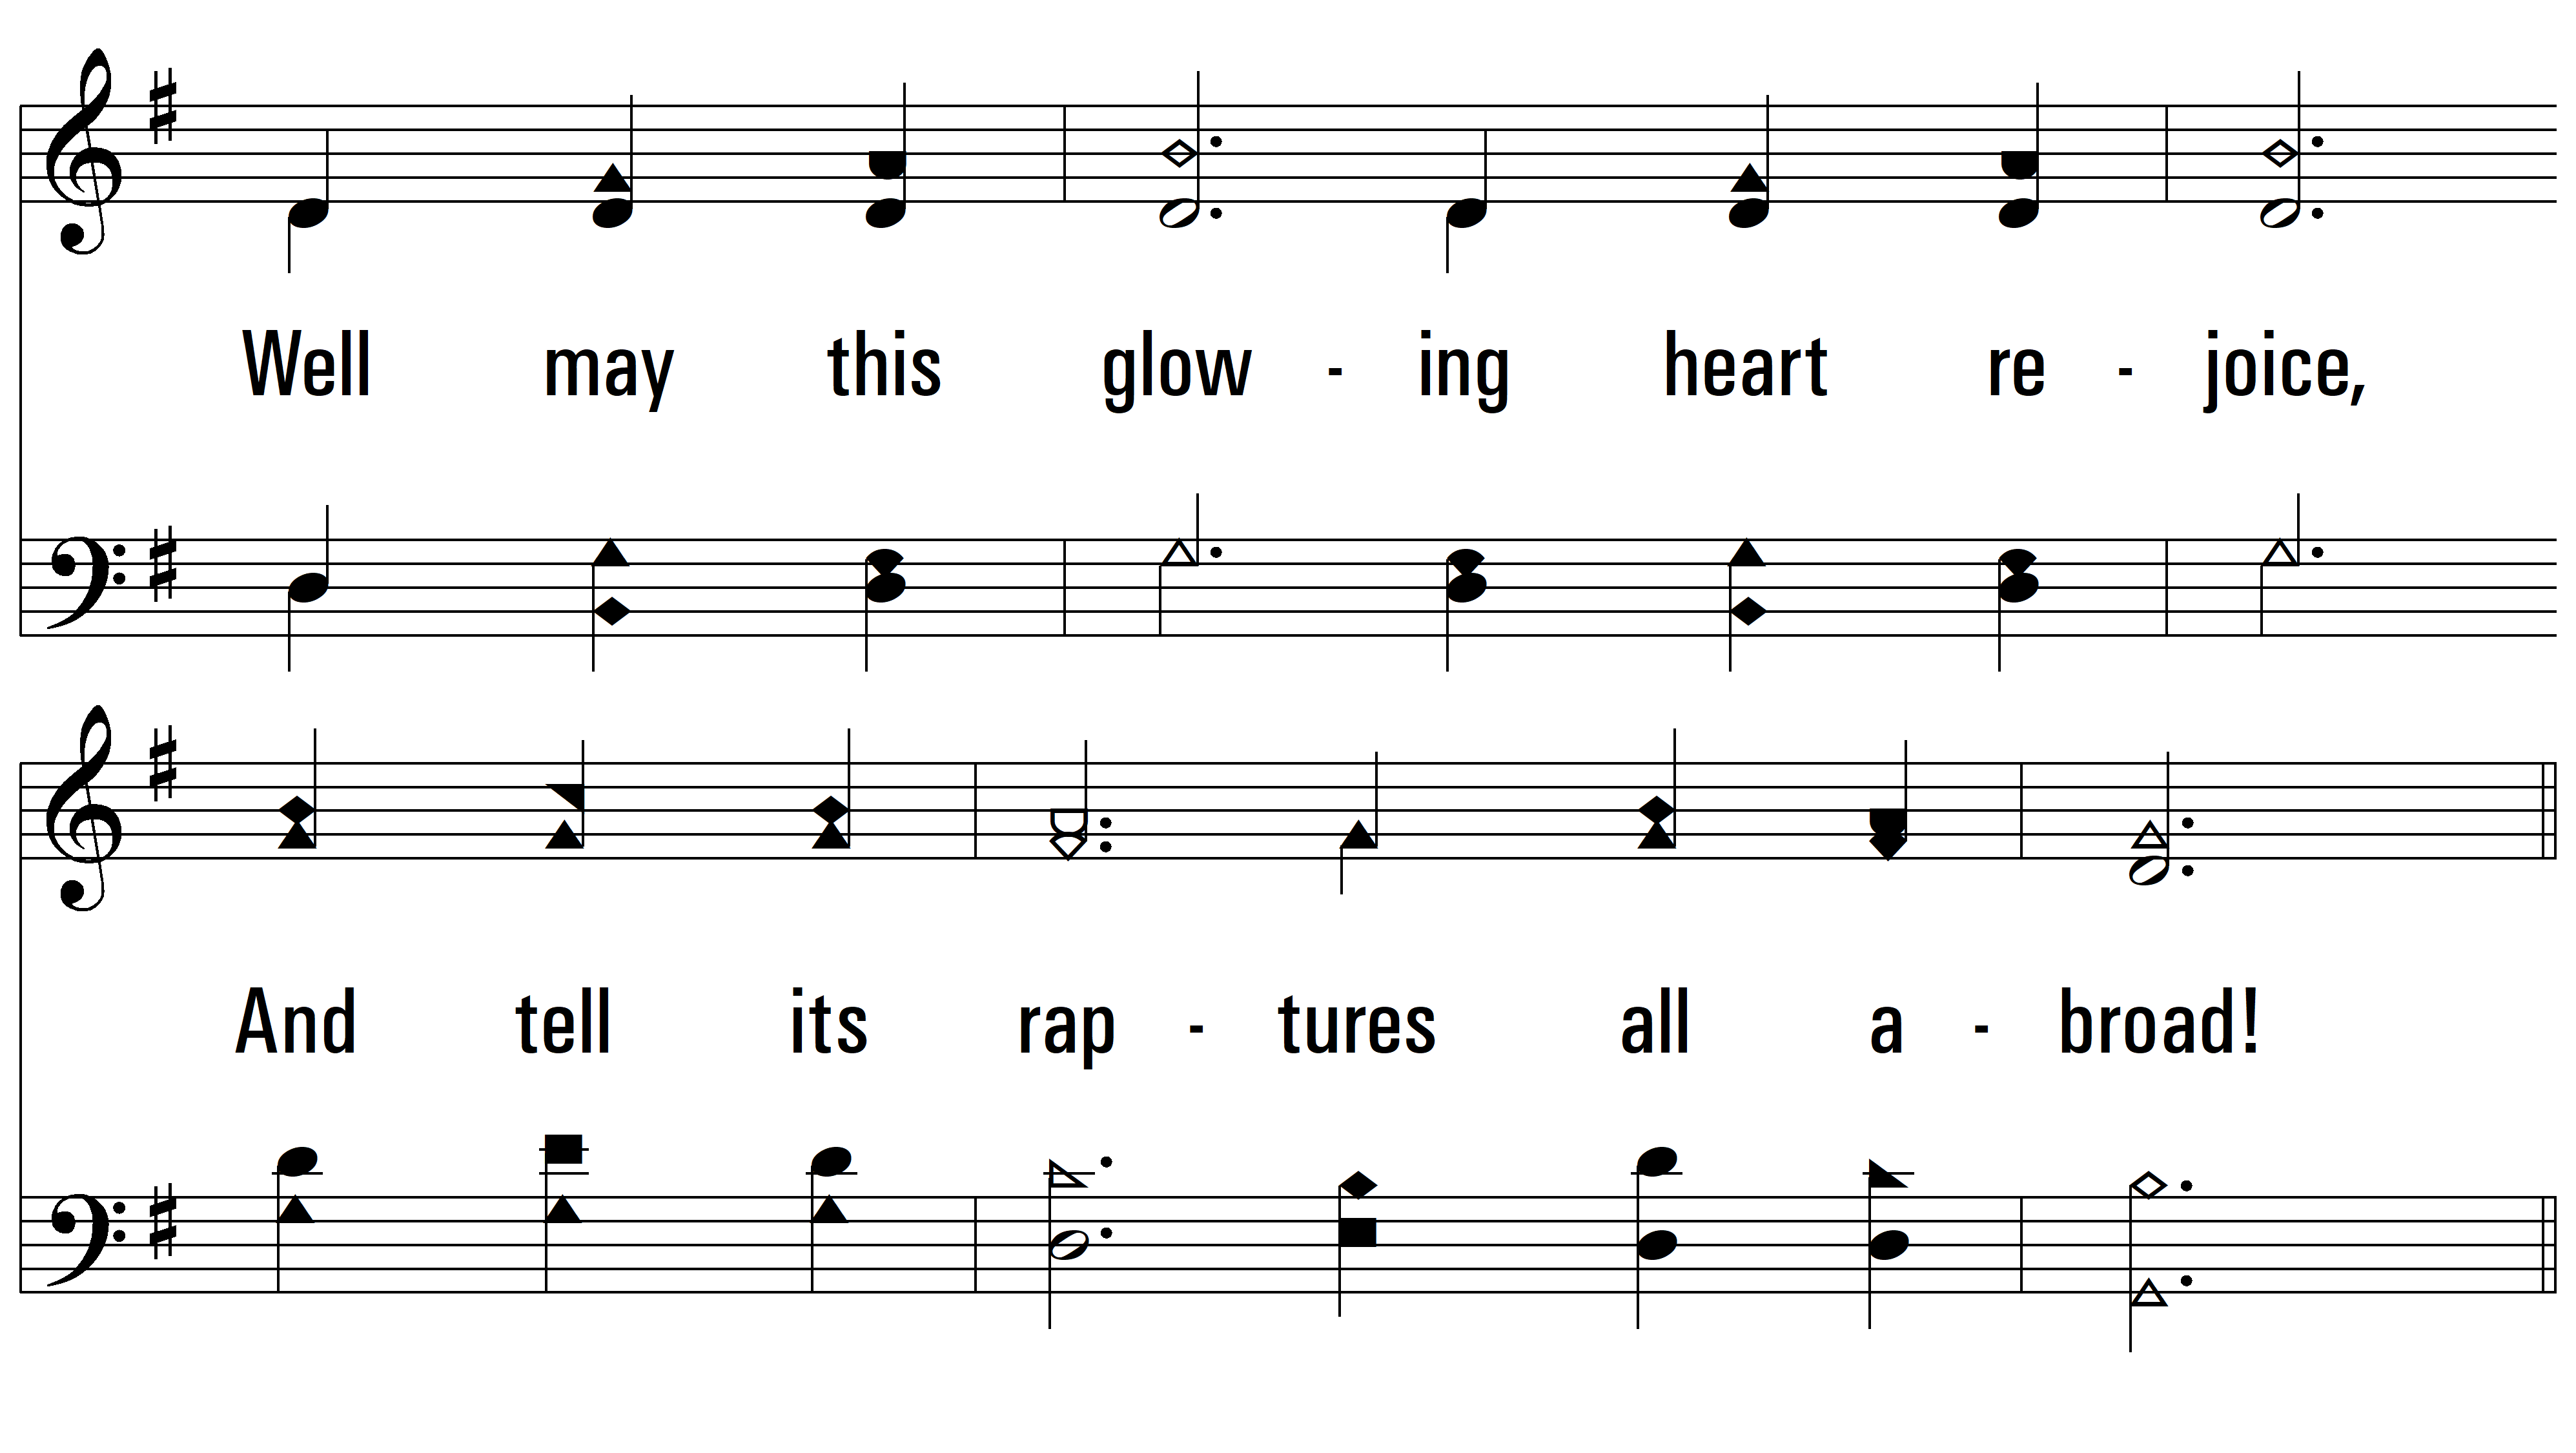 Well may this glow - ing heart re - joice,
And tell its rap - tures all a - broad!